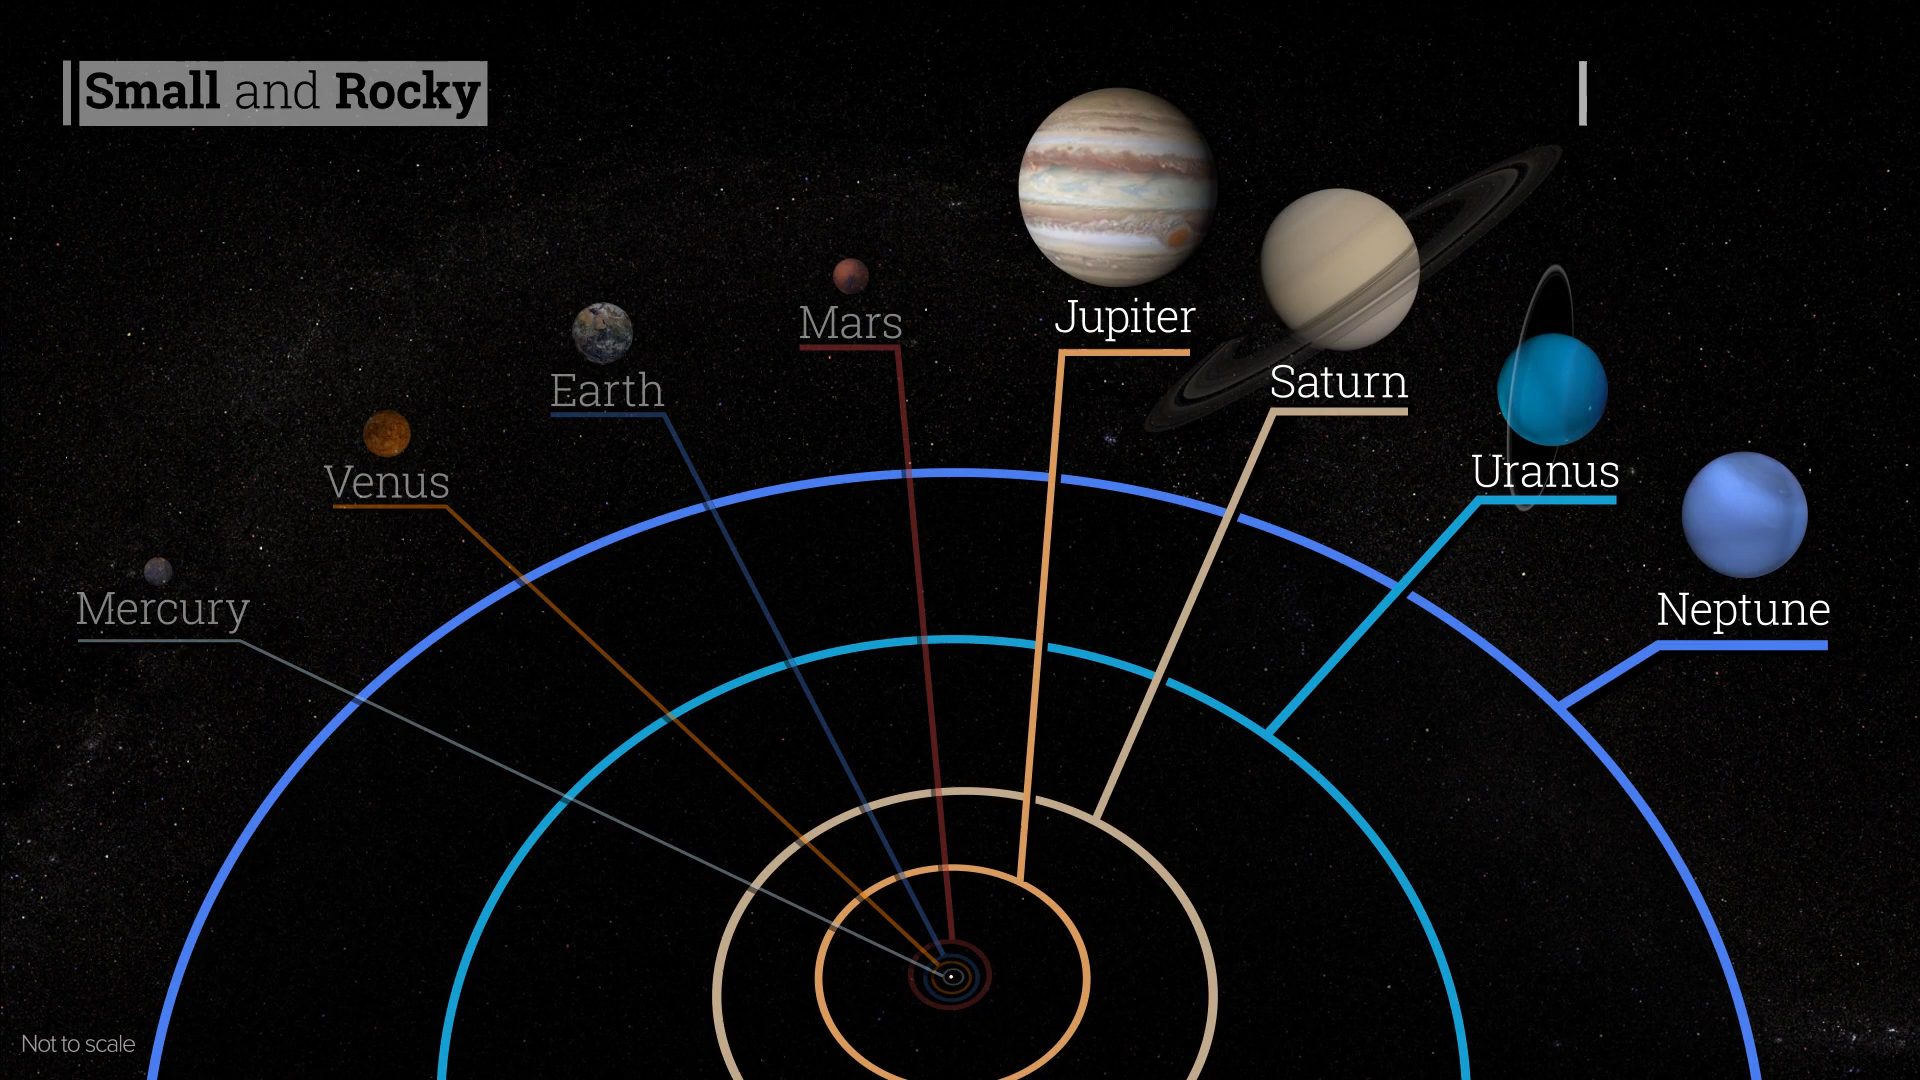 Small and Rocky
Jupiter
Mars
Saturn
Earth
Uranus
Venus
Mercury
Neptune
Not to scale